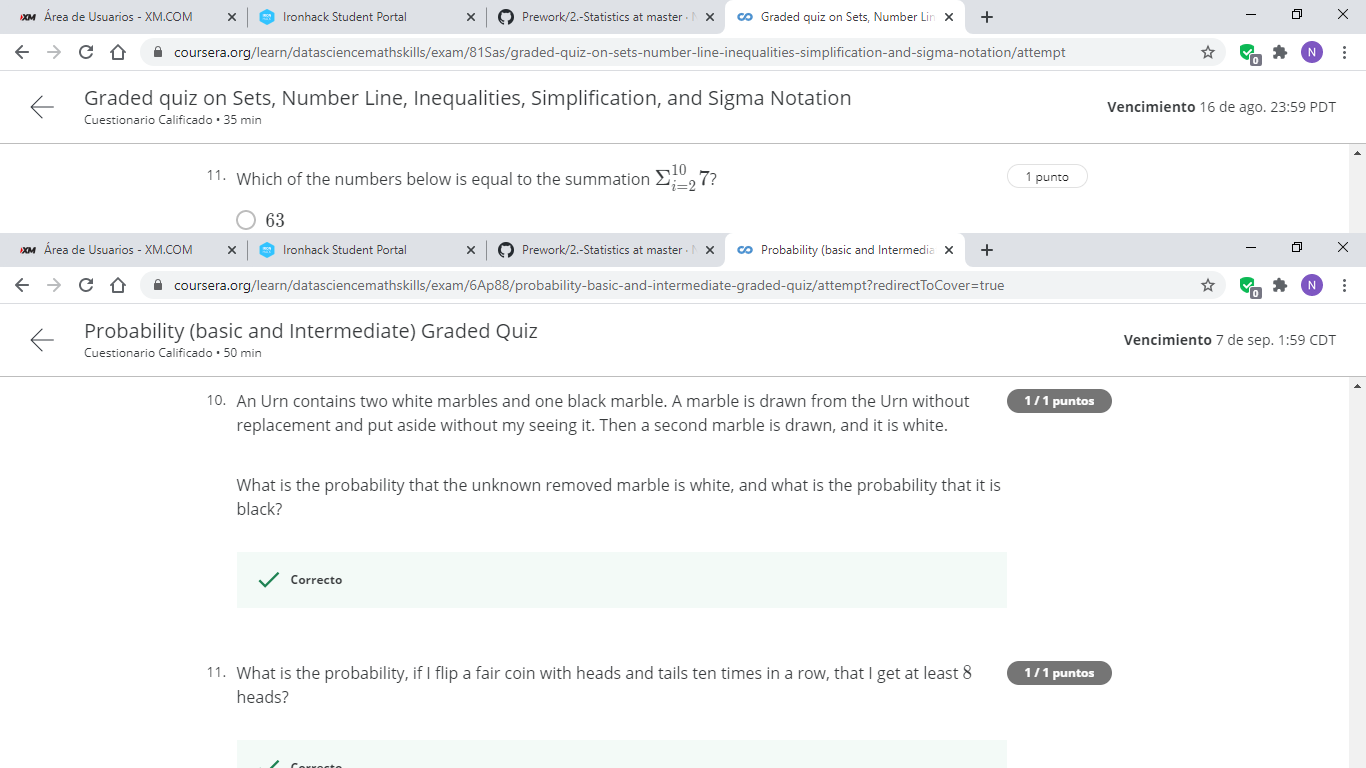 Área de Usuarios - XM.COM
Ironhack Student Portal
Prework/2.-Statistics at master ·
Graded quiz on Sets, Number Lin
coursera.org/learn/datasciencemathskills/exam/81Sas/graded-quiz-on-sets-number-line-inequalities-simplification-and-sigma-notation/attempt
0
N
Graded quiz on Sets, Number Line, Inequalities, Simplification, and Sigma Notation
Cuestionario Calificado • 35 min
Vencimiento 16 de ago. 23:59 PDT
11. Which of the numbers below is equal to the summation Σ_{i=2}^{10} 7?
1 punto
63
Área de Usuarios - XM.COM
Ironhack Student Portal
Prework/2.-Statistics at master ·
Probability (basic and Intermedia
coursera.org/learn/datasciencemathskills/exam/6Ap88/probability-basic-and-intermediate-graded-quiz/attempt?redirectToCover=true
0
N
Probability (basic and Intermediate) Graded Quiz
Cuestionario Calificado • 50 min
Vencimiento 7 de sep. 1:59 CDT
10. An Urn contains two white marbles and one black marble. A marble is drawn from the Urn without
replacement and put aside without my seeing it. Then a second marble is drawn, and it is white.
1 / 1 puntos
What is the probability that the unknown removed marble is white, and what is the probability that it is
black?
Correcto
11. What is the probability, if I flip a fair coin with heads and tails ten times in a row, that I get at least 8
heads?
1 / 1 puntos
Correcto